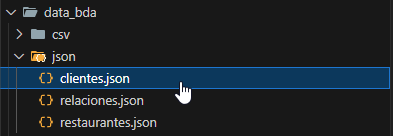 data_bda
csv
json
clientes.json
relaciones.json
restaurantes.json